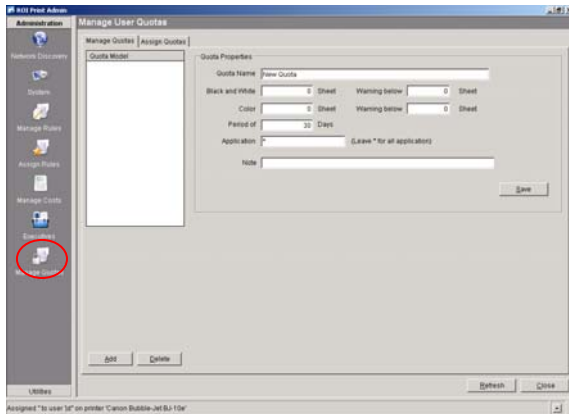 ROI Print Admin
Administration
Manage User Quotas
Network Discovery
System
Manage Rules
Assign Rules
Manage Costs
Executives
Manage Quotas
Utilities
Manage Quotas Assign Quotas
Quota Model
Quota Properties
Quota Name New Quota
Black and White 0 Sheet Warning below 0 Sheet
Color 0 Sheet Warning below 0 Sheet
Period of 30 Days
Application * (Leave * for all application)
Note
Save
Add Delete
Refresh Close
Assigned '' to user 'jd' on printer 'Canon Bubble-Jet BJ-10e'